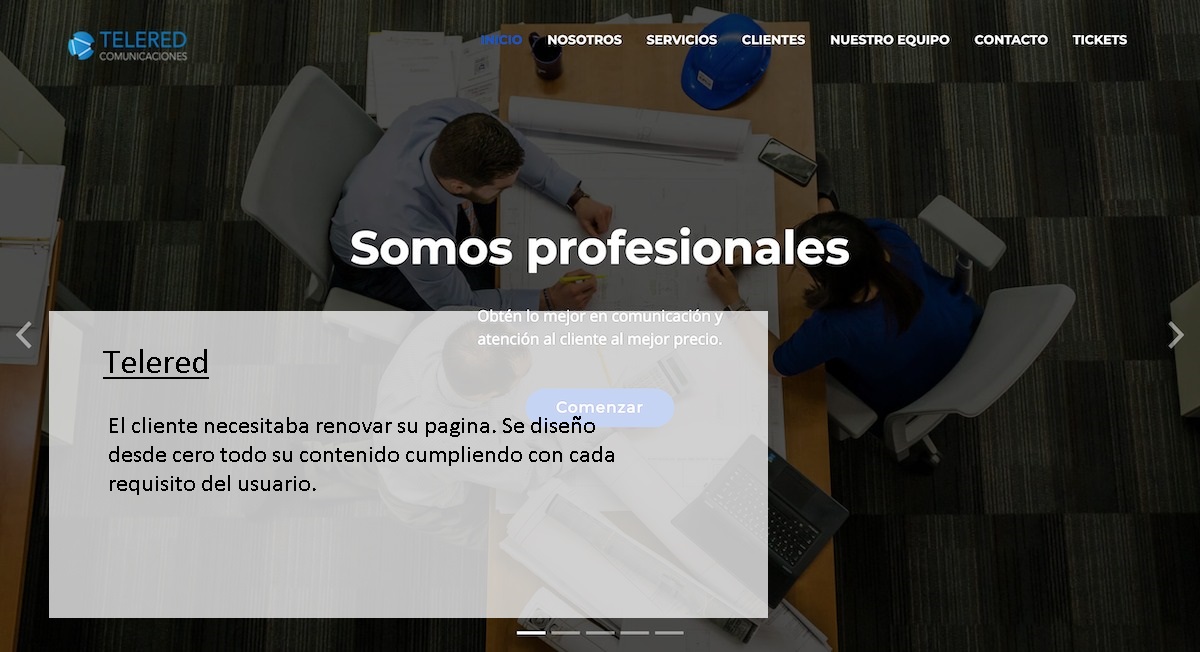 TELERED
COMUNICACIONES
INICIO
NOSOTROS
SERVICIOS
CLIENTES
NUESTRO EQUIPO
CONTACTO
TICKETS
Somos profesionales
Obtén lo mejor en comunicación y
atención al cliente al mejor precio.
Comenzar
Telered
El cliente necesitaba renovar su pagina. Se diseño
desde cero todo su contenido cumpliendo con cada
requisito del usuario.